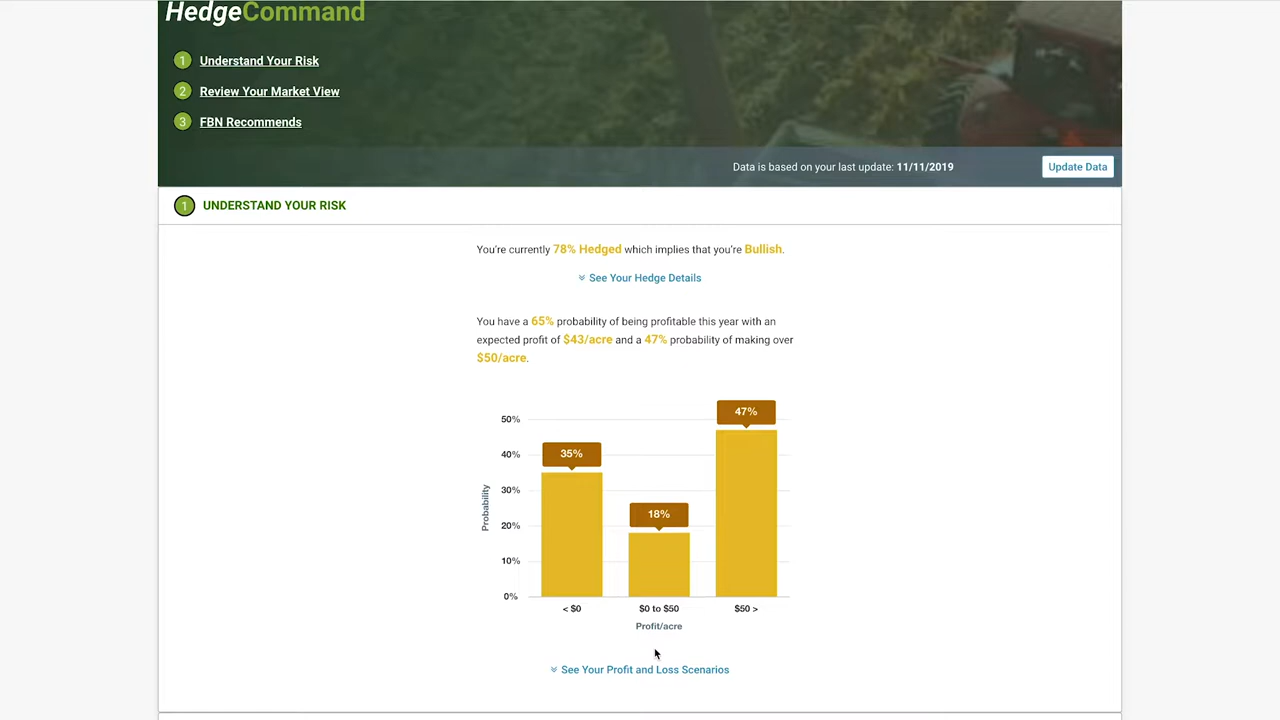 HedgeCommand
1 Understand Your Risk
2 Review Your Market View
3 FBN Recommends
Data is based on your last update: 11/11/2019
Update Data
1 UNDERSTAND YOUR RISK
You're currently 78% Hedged which implies that you're Bullish.
See Your Hedge Details
You have a 65% probability of being profitable this year with an
expected profit of $43/acre and a 47% probability of making over
$50/acre.
47%
50%
35%
40%
30%
18%
20%
10%
0%
Probability
< $0 $0 to $50 $50 >
Profit/acre
See Your Profit and Loss Scenarios